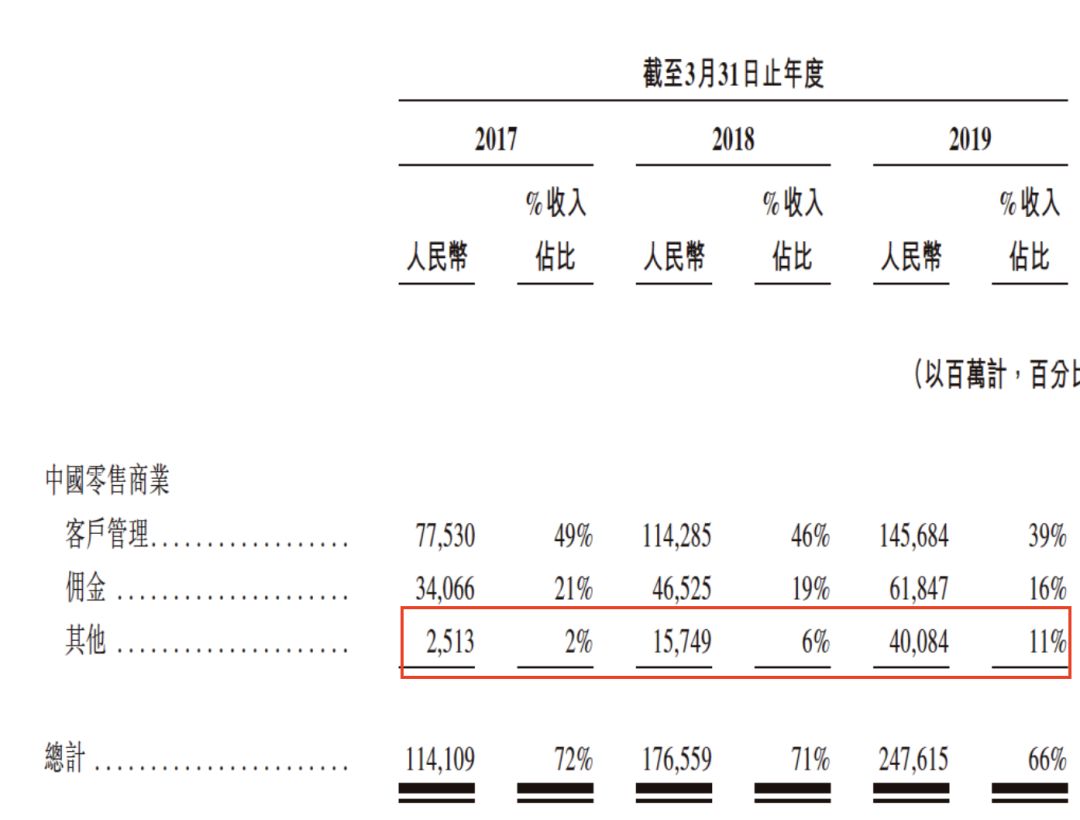 截至3月31日止年度
2017 2018 2019
%收入 %收入 %收入
人民幣 佔比 人民幣 佔比 人民幣 佔比
(以百萬計,百分比
中國零售商業
客戶管理................... 77,530 49% 114,285 46% 145,684 39%
佣金 ...................... 34,066 21% 46,525 19% 61,847 16%
其他 ...................... 2,513 2% 15,749 6% 40,084 11%
總計 ........................ 114,109 72% 176,559 71% 247,615 66%